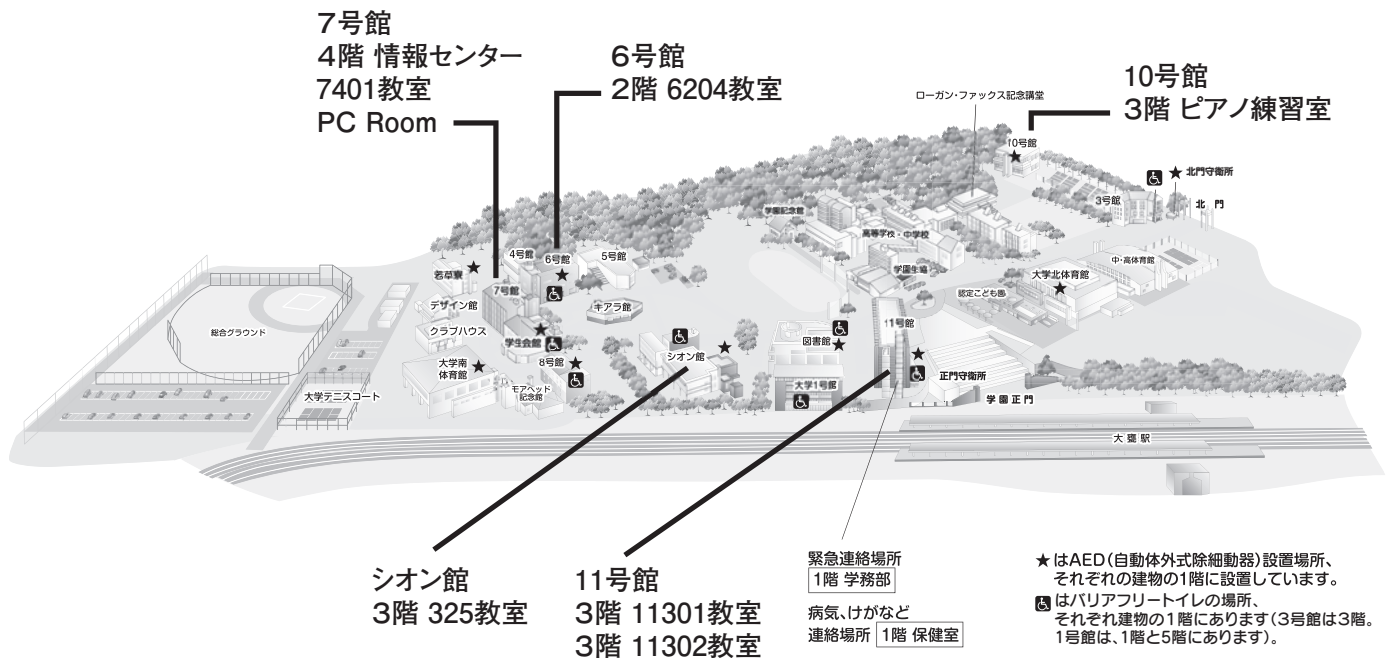 7号館
4階 情報センター
7401教室
PC Room
6号館
2階 6204教室
ローガン・ファックス記念講堂
10号館
3階 ピアノ練習室
10号館
北門守衛所
3号館
北門
学園記念館
高等学校・中学校
4号館
6号館
5号館
若草寮
7号館
学園生協
大学北体育館
中・高体育館
認定こども園
デザイン館
キアラ館
総合グラウンド
クラブハウス
学生会館
11号館
図書館
シオン館
8号館
大学南
体育館
大学1号館
正門守衛所
モアヘッド
記念館
大学テニスコート
学園正門
大甕駅
シオン館
3階 325教室
11号館
3階 11301教室
3階 11302教室
緊急連絡場所
1階 学務部
病気、けがなど
連絡場所 1階 保健室
★はAED(自動体外式除細動器)設置場所、
それぞれの建物の1階に設置しています。
はバリアフリートイレの場所、
それぞれ建物の1階にあります(3号館は3階。
1号館は、1階と5階にあります)。